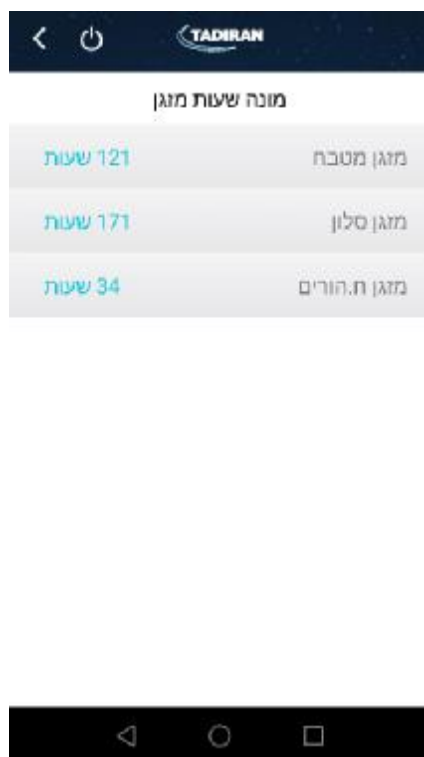 TADIRAN
מונה שעות מזגן
מזגן מטבח 121 שעות
מזגן סלון 171 שעות
מזגן ח.הורים 34 שעות